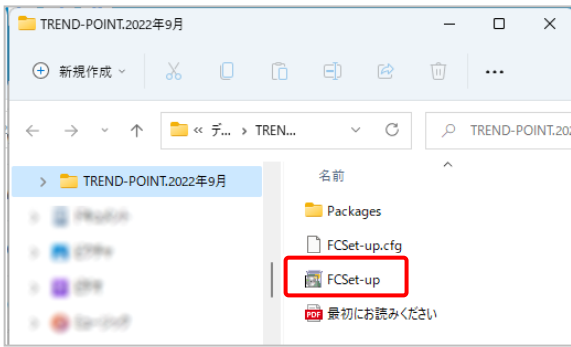 TREND-POINT.2022年9月
新規作成
« デ... › TREN...
TREND-POINT.202
TREND-POINT.2022年9月
名前
Packages
FCSet-up.cfg
FCSet-up
PDF 最初にお読みください